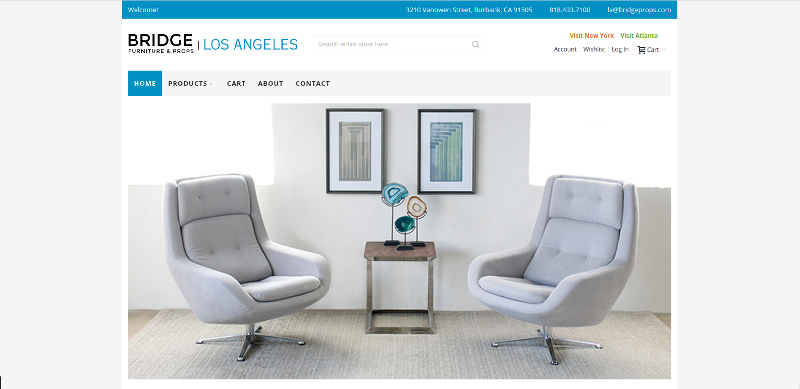 Welcome!
3210 Vanowen Street, Burbank, CA 91505 818.433.7100 la@bridgeprops.com
BRIDGE FURNITURE & PROPS | LOS ANGELES
Search entire store here...
Visit New York Visit Atlanta
Account Wishlist Log In Cart
HOME PRODUCTS CART ABOUT CONTACT